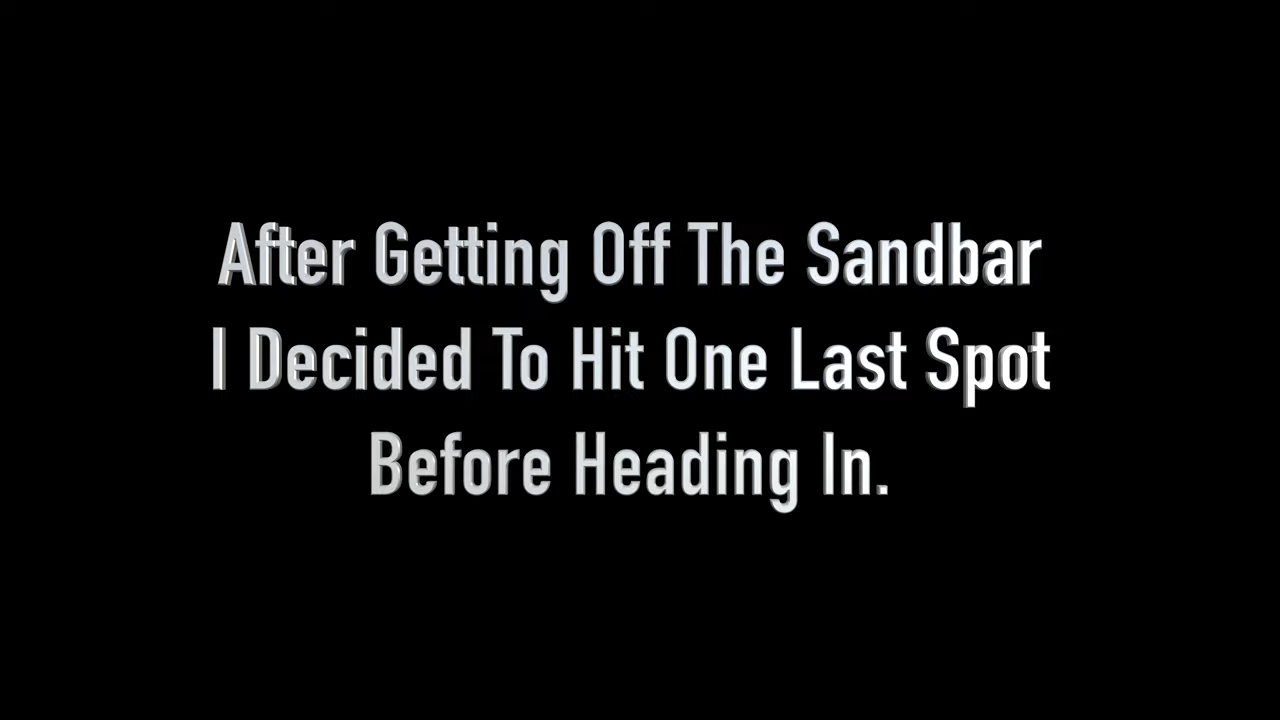 After Getting Off The Sandbar
I Decided To Hit One Last Spot
Before Heading In.